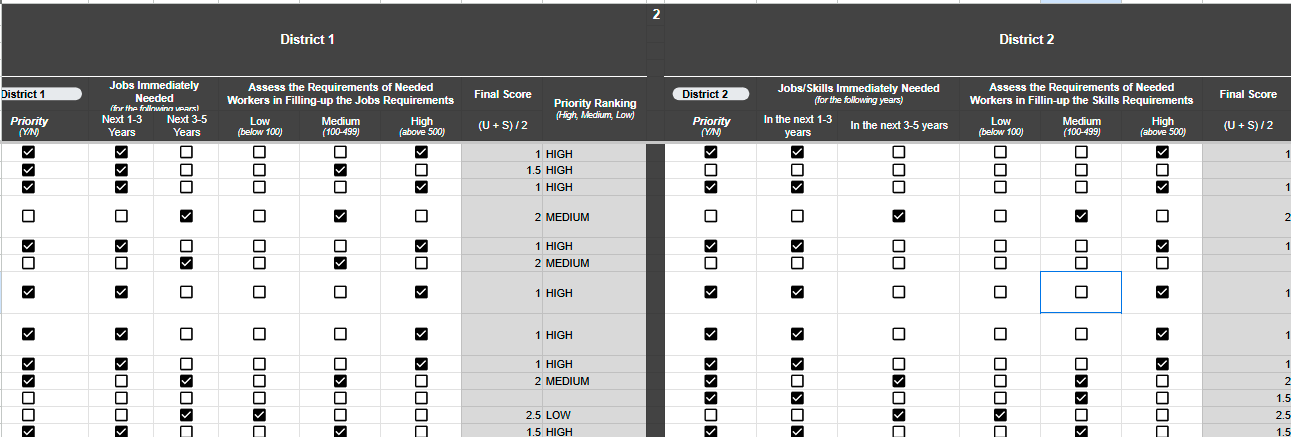 2
District 1
District 2
District 1
Jobs Immediately Needed
(for the following years)
Assess the Requirements of Needed
Workers in Filling-up the Jobs Requirements
Final Score
Priority Ranking
(High, Medium, Low)
District 2
Jobs/Skills Immediately Needed
(for the following years)
Assess the Requirements of Needed
Workers in Fillin-up the Skills Requirements
Final Score
Priority
(Y/N)
Next 1-3
Years
Next 3-5
Years
Low
(below 100)
Medium
(100-499)
High
(above 500)
(U + S) / 2
Priority
(Y/N)
In the next 1-3
years
In the next 3-5 years
Low
(below 100)
Medium
(100-499)
High
(above 500)
(U + S) / 2
1 HIGH 1
1.5 HIGH
1 HIGH 1
2 MEDIUM 2
1 HIGH 1
2 MEDIUM
1 HIGH 1
1 HIGH 1
1 HIGH 1
2 MEDIUM 2
1.5
2.5 LOW 2.5
1.5 HIGH 1.5